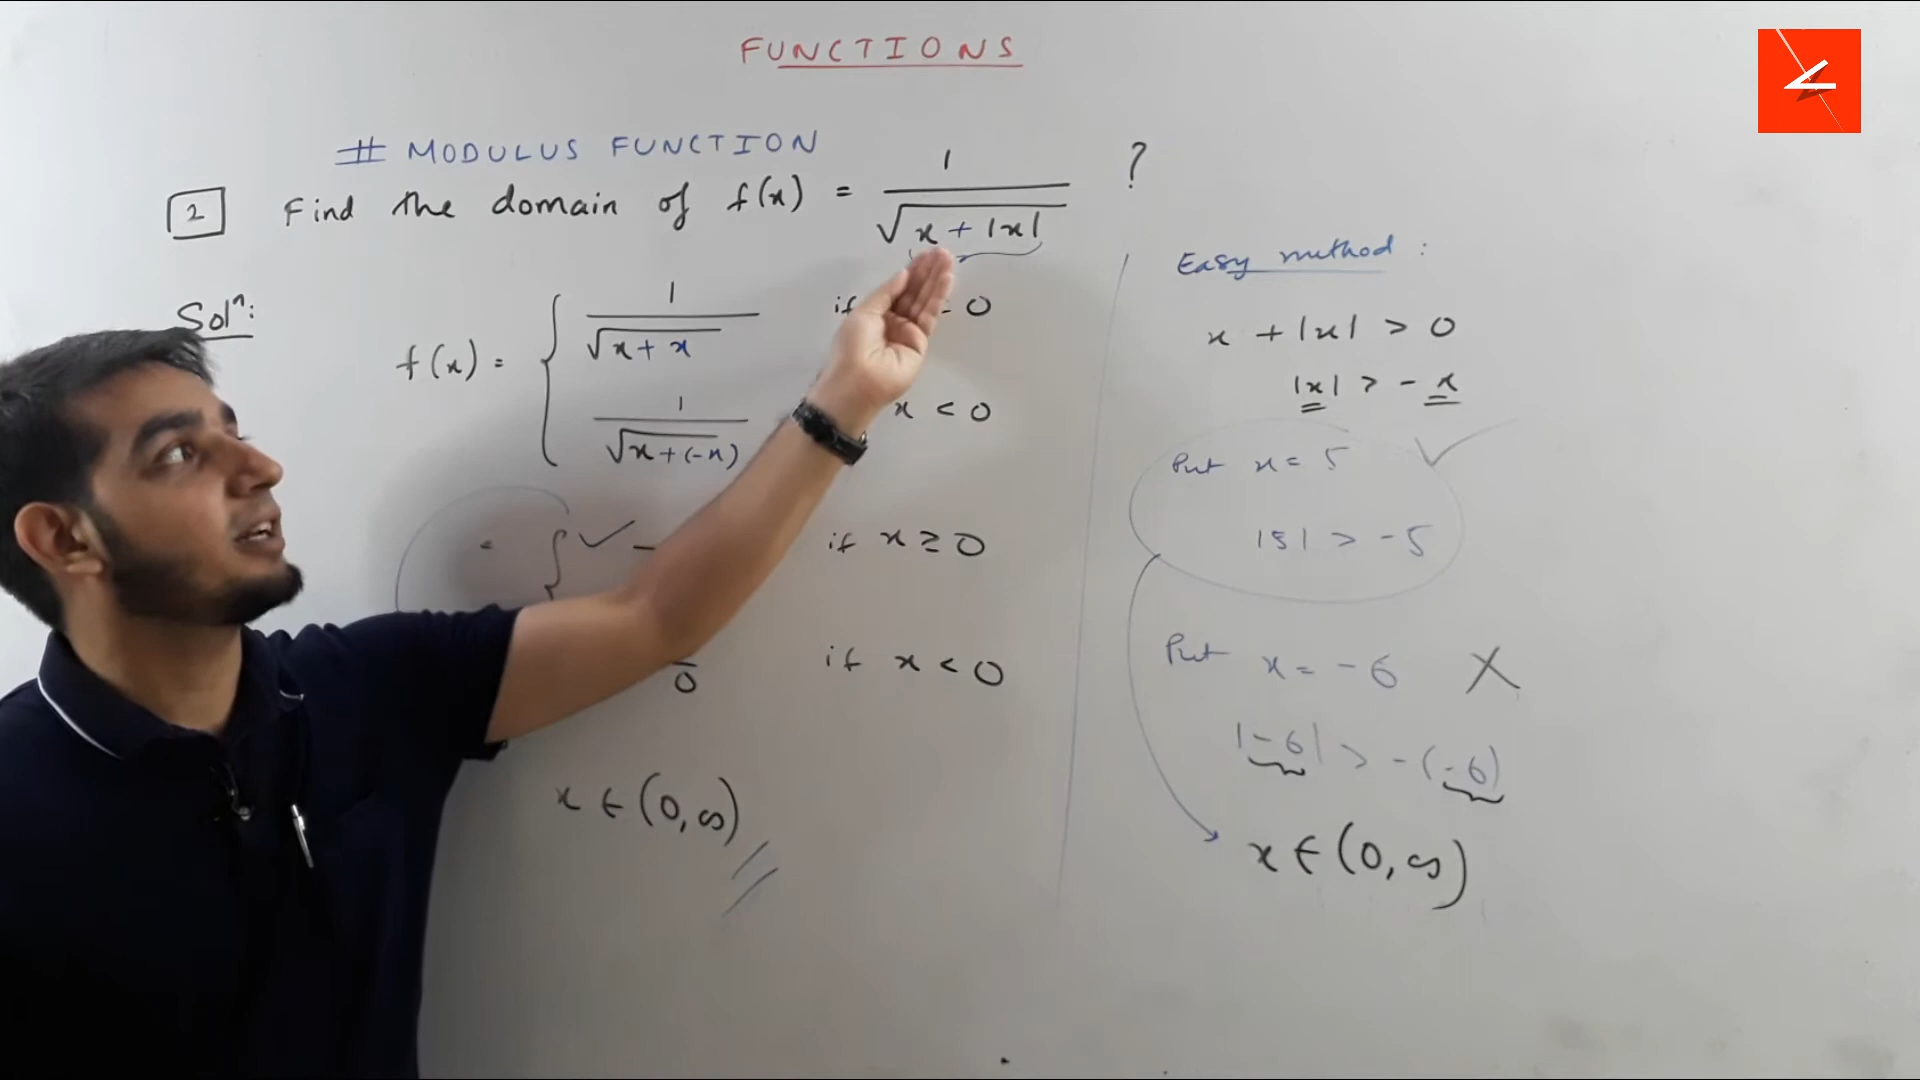 FUNCTIONS
# MODULUS FUNCTION
2 Find the domain of f(x) = 1 / √x + |x| ?
Solⁿ:
f(x) = { 1 / √x + x if 0
1 / √x + (-x) x < 0
= { ✓ if x ≥ 0
0 if x < 0
x ∈ (0, ∞)
Easy method :
x + |x| > 0
|x| > - x
Put x = 5 ✓
|5| > - 5
Put x = - 6 X
|-6| > - (-6)
x ∈ (0, ∞)